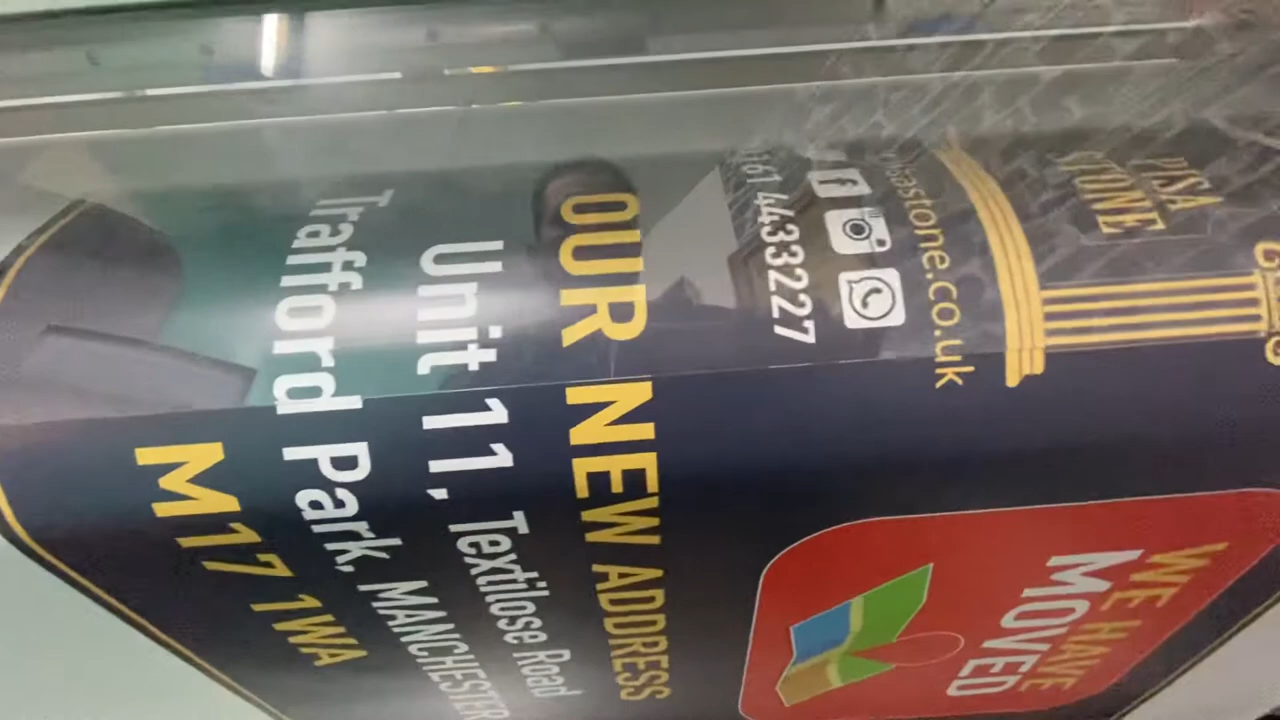 PISA
STONE
pisastone.co.uk
0161 4433227
WE HAVE
MOVED
OUR NEW ADDRESS
Unit 11, Textilose Road
Trafford Park, MANCHESTER
M17 1WA